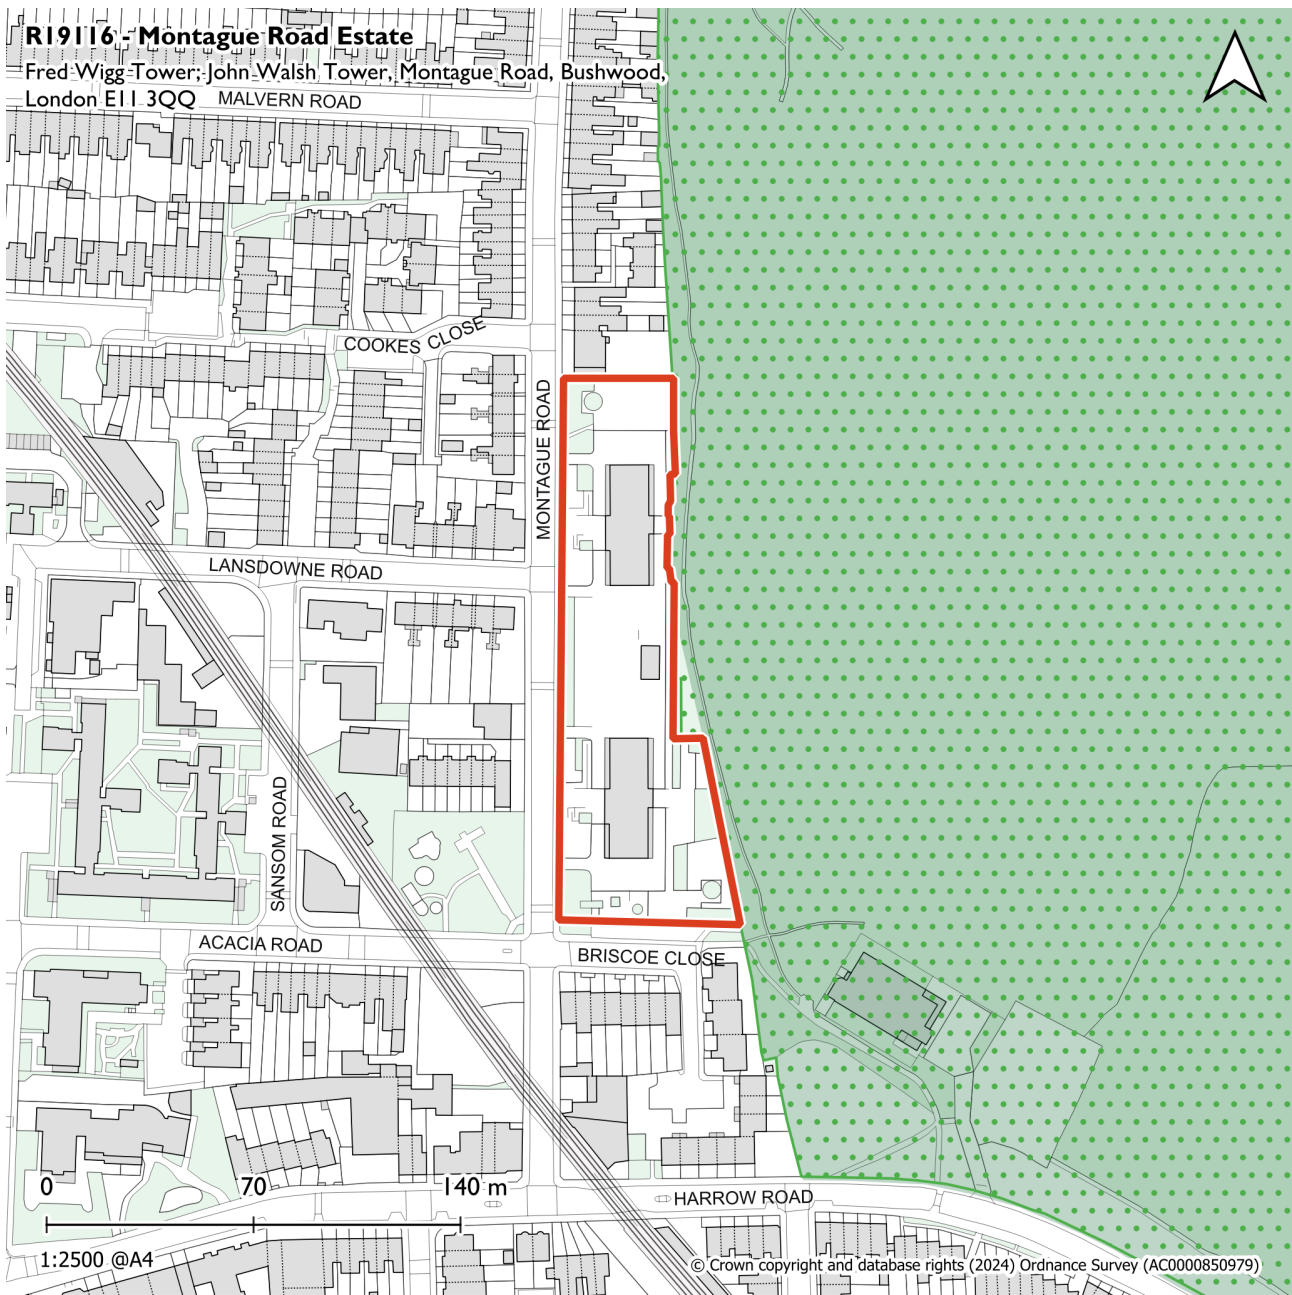 R19116 - Montague Road Estate
Fred Wigg Tower; John Walsh Tower, Montague Road, Bushwood,
London E11 3QQ
MALVERN ROAD
COOKES CLOSE
MONTAGUE ROAD
LANSDOWNE ROAD
SANSOM ROAD
ACACIA ROAD
BRISCOE CLOSE
HARROW ROAD
0 70 140 m
1:2500 @A4
© Crown copyright and database rights (2024) Ordnance Survey (AC0000850979)